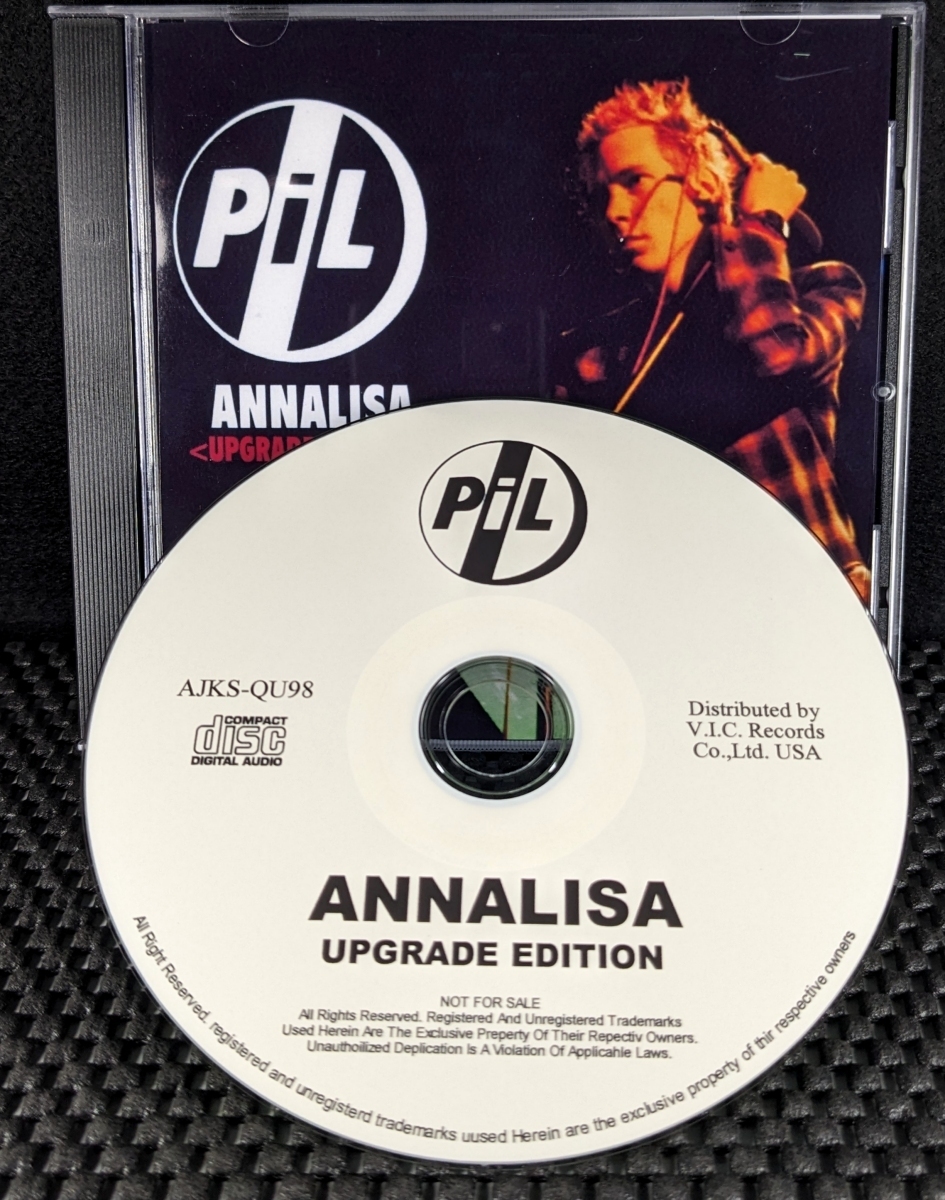 PiL
ANNALISA
<UPGRADE
PiL
AJKS-QU98
COMPACT
disc
DIGITAL AUDIO
Distributed by
V.I.C. Records
Co.,Ltd. USA
ANNALISA
UPGRADE EDITION
NOT FOR SALE
All Rights Reserved. Registered And Unregistered Trademarks
Used Herein Are The Exclusive Preperty Of Their Repectiv Owners.
Unauthoilized Deplication Is A Violation Of Applicahle Laws.
All Right Reserved. registered and unregisterd trademarks uused Herein are the exclusive property of thir respective owners